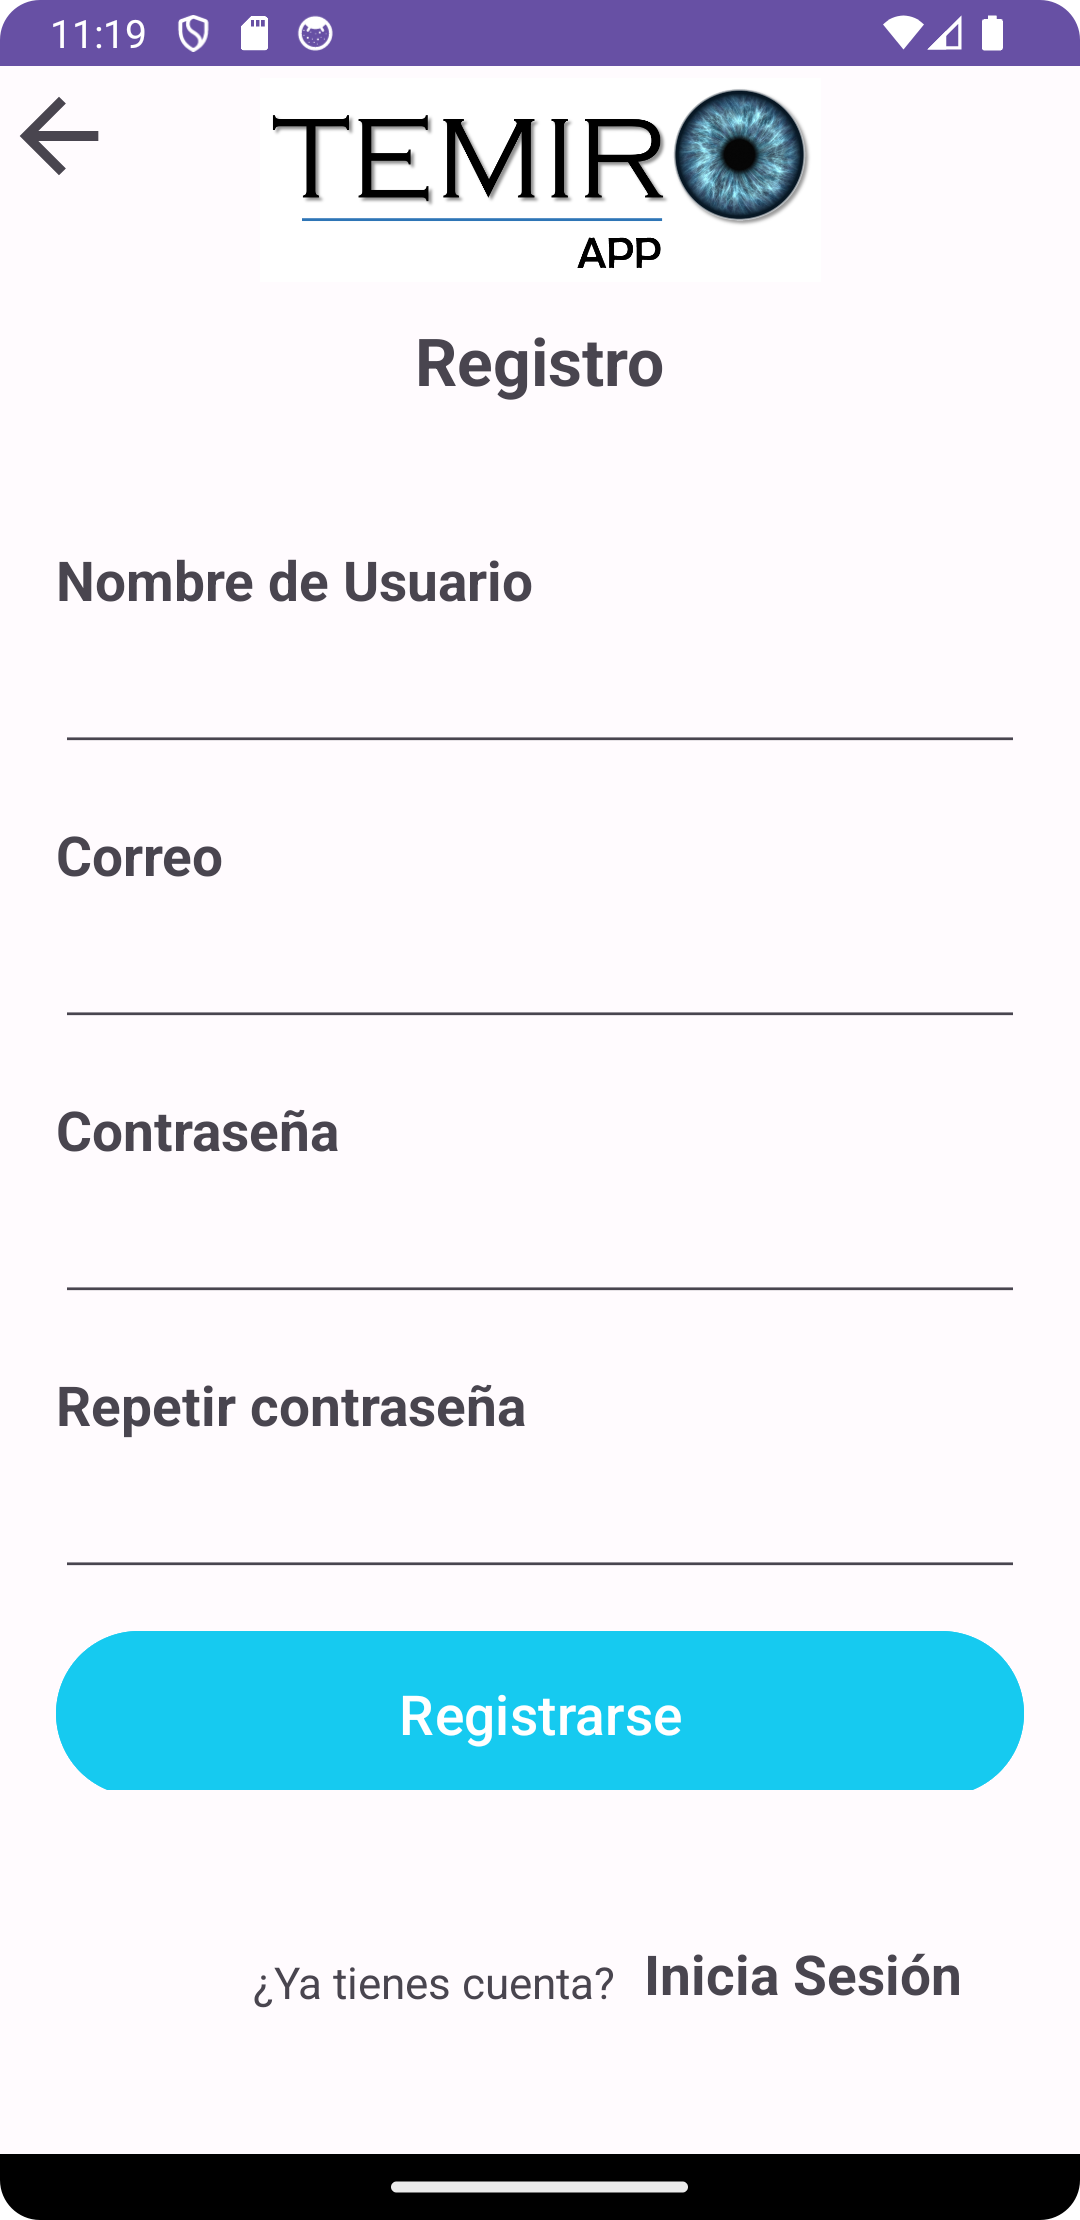 11:19
TEMIRO
APP
Registro
Nombre de Usuario
Correo
Contraseña
Repetir contraseña
Registrarse
¿Ya tienes cuenta? Inicia Sesión